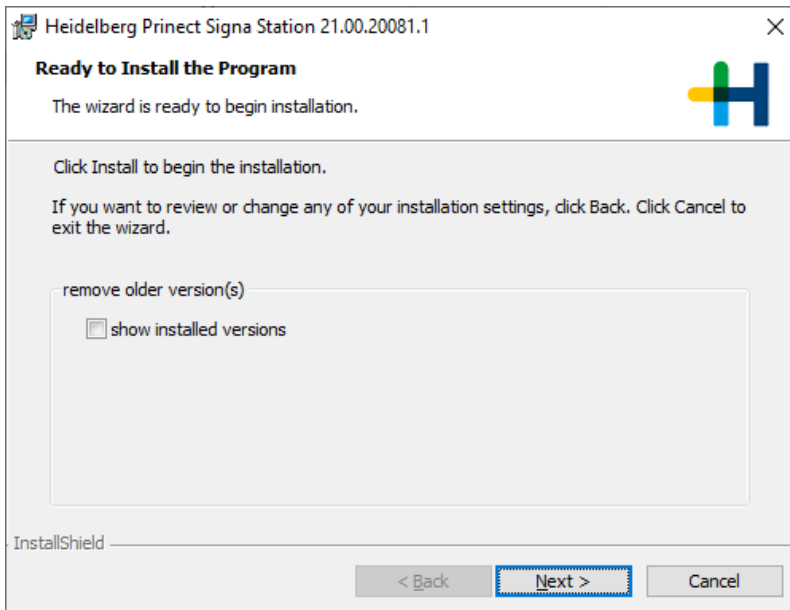 Heidelberg Prinect Signa Station 21.00.20081.1
Ready to Install the Program
The wizard is ready to begin installation.
Click Install to begin the installation.
If you want to review or change any of your installation settings, click Back. Click Cancel to
exit the wizard.
remove older version(s)
show installed versions
InstallShield
< Back
Next >
Cancel